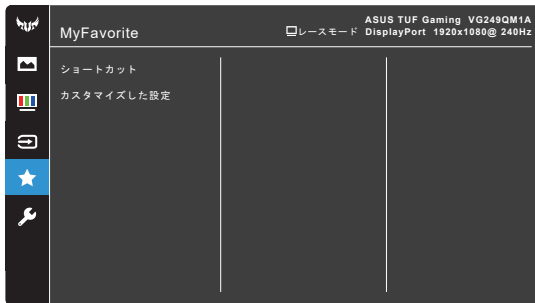 ASUS TUF Gaming VG249QM1A
MyFavorite
レースモード DisplayPort 1920x1080@ 240Hz
ショートカット
カスタマイズした設定